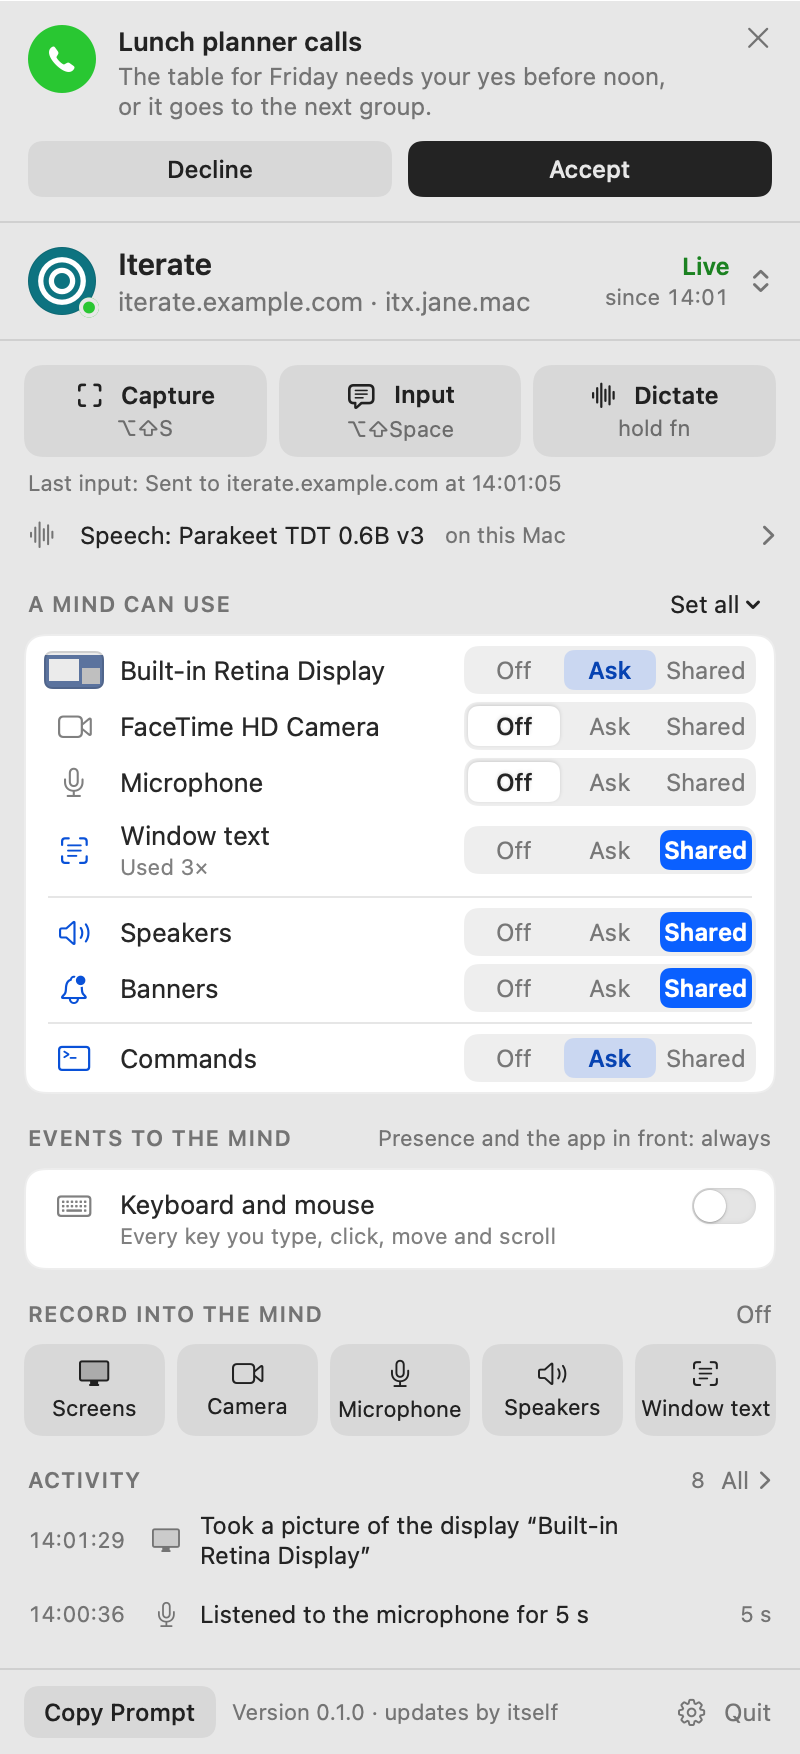 Lunch planner calls
The table for Friday needs your yes before noon,
or it goes to the next group.
Decline
Accept
Iterate
iterate.example.com · itx.jane.mac
Live
since 14:01
Capture
⌥⇧S
Input
⌥⇧Space
Dictate
hold fn
Last input: Sent to iterate.example.com at 14:01:05
Speech: Parakeet TDT 0.6B v3 on this Mac
A MIND CAN USE
Set all
Built-in Retina Display
Off Ask Shared
FaceTime HD Camera
Off Ask Shared
Microphone
Off Ask Shared
Window text
Used 3×
Off Ask Shared
Speakers
Off Ask Shared
Banners
Off Ask Shared
Commands
Off Ask Shared
EVENTS TO THE MIND
Presence and the app in front: always
Keyboard and mouse
Every key you type, click, move and scroll
RECORD INTO THE MIND
Off
Screens
Camera
Microphone
Speakers
Window text
ACTIVITY
8 All
14:01:29
Took a picture of the display “Built-in
Retina Display”
14:00:36
Listened to the microphone for 5 s
5 s
Copy Prompt
Version 0.1.0 · updates by itself
Quit